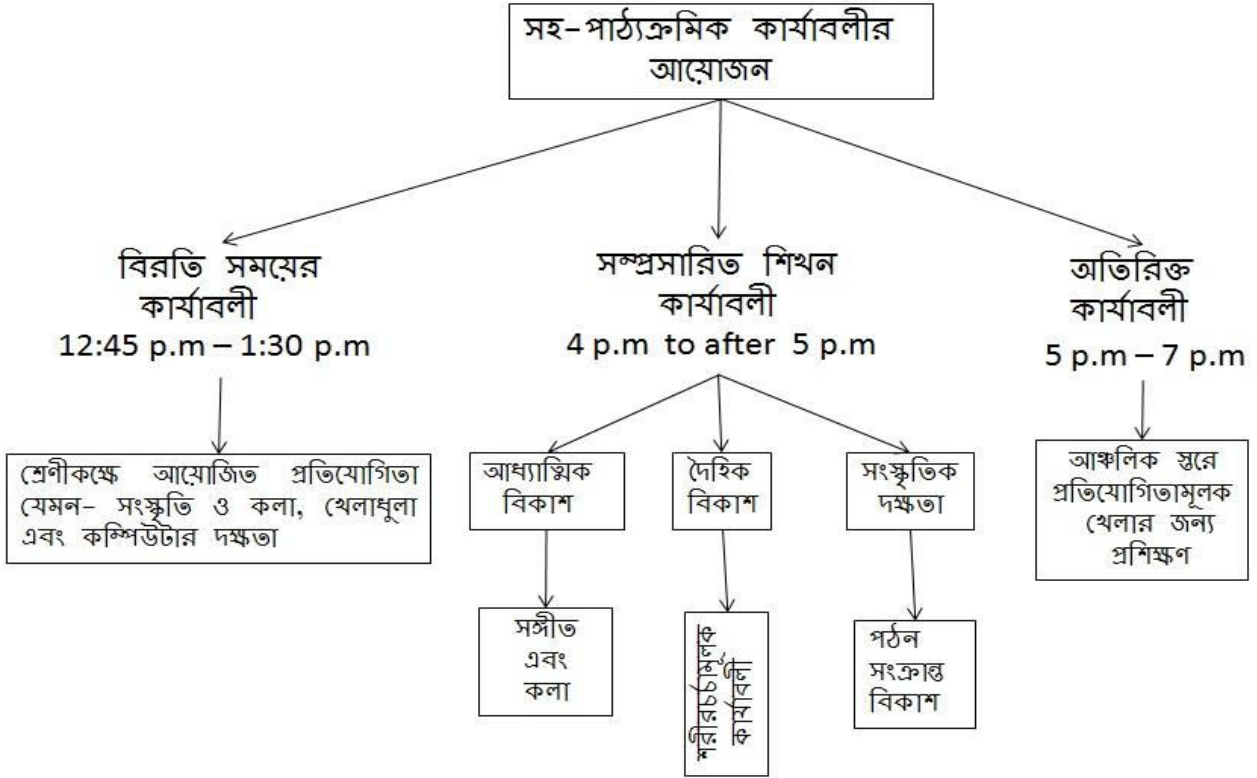 সহ-পাঠ্যক্রমিক কার্যাবলীর
আয়োজন
বিরতি সময়ের
কার্যাবলী
12:45 p.m – 1:30 p.m
সম্প্রসারিত শিখন
কার্যাবলী
4 p.m to after 5 p.m
অতিরিক্ত
কার্যাবলী
5 p.m – 7 p.m
শ্রেণীকক্ষে আয়োজিত প্রতিযোগিতা
যেমন- সংস্কৃতি ও কলা, খেলাধুলা
এবং কম্পিউটার দক্ষতা
আধ্যাত্মিক
বিকাশ
দৈহিক
বিকাশ
সংস্কৃতিক
দক্ষতা
আঞ্চলিক স্তরে
প্রতিযোগিতামূলক
খেলার জন্য
প্রশিক্ষণ
সঙ্গীত
এবং
কলা
শরীরচর্চামূলক
কার্যাবলী
পঠন
সংক্রান্ত
বিকাশ